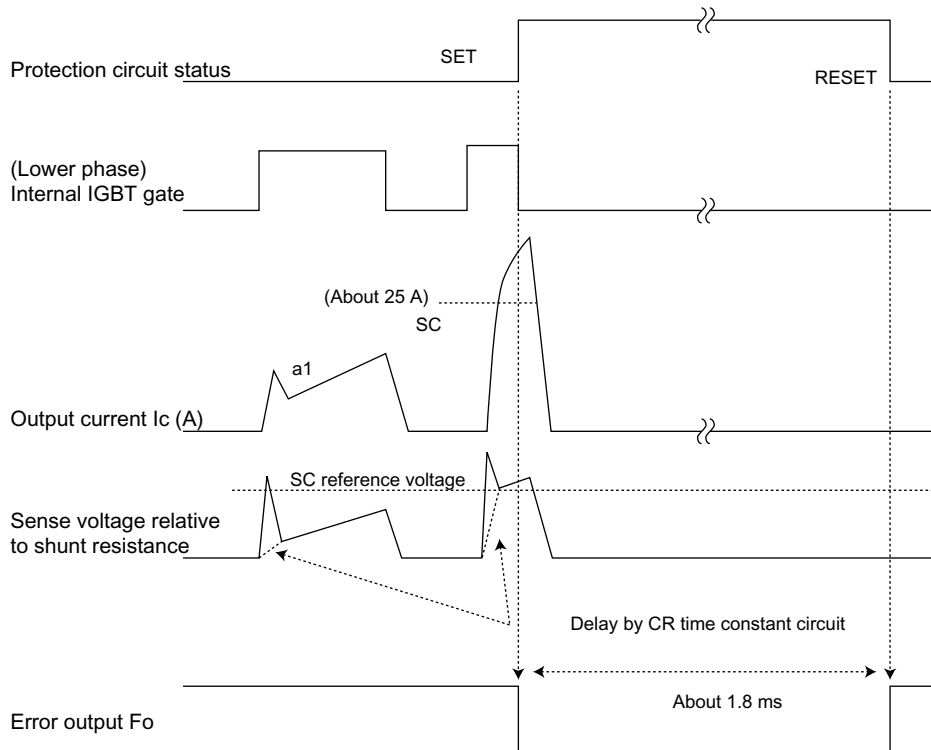 SET
Protection circuit status
RESET
(Lower phase)
Internal IGBT gate
(About 25 A)
SC
a1
Output current Ic (A)
SC reference voltage
Sense voltage relative
to shunt resistance
Delay by CR time constant circuit
About 1.8 ms
Error output Fo